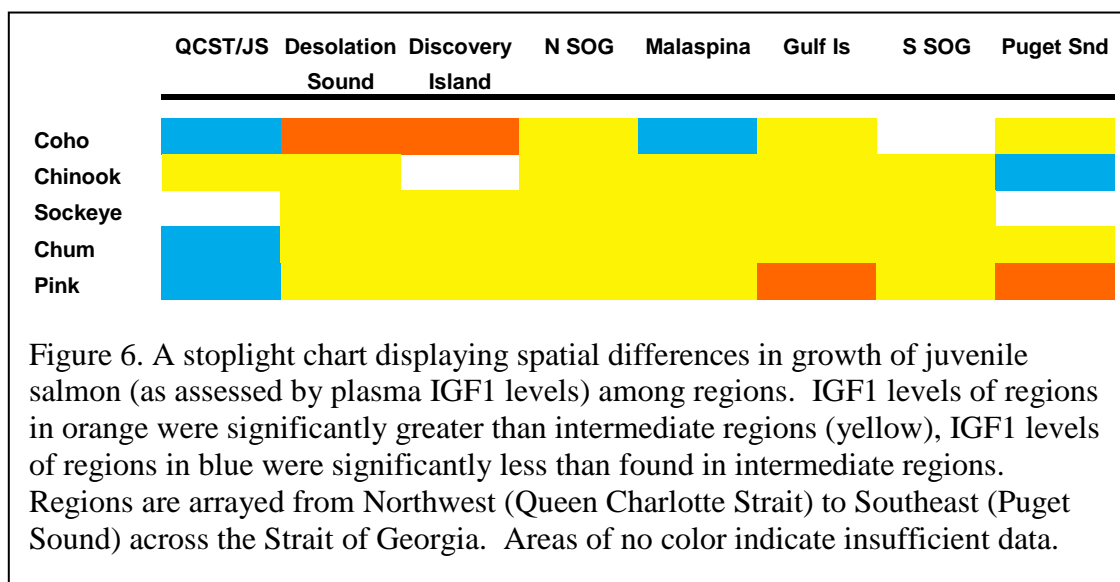 QCST/JS Desolation Sound Discovery Island N SOG Malaspina Gulf Is S SOG Puget Snd
Coho
Chinook
Sockeye
Chum
Pink
Figure 6. A stoplight chart displaying spatial differences in growth of juvenile
salmon (as assessed by plasma IGF1 levels) among regions.  IGF1 levels of regions
in orange were significantly greater than intermediate regions (yellow), IGF1 levels
of regions in blue were significantly less than found in intermediate regions.
Regions are arrayed from Northwest (Queen Charlotte Strait) to Southeast (Puget
Sound) across the Strait of Georgia.  Areas of no color indicate insufficient data.